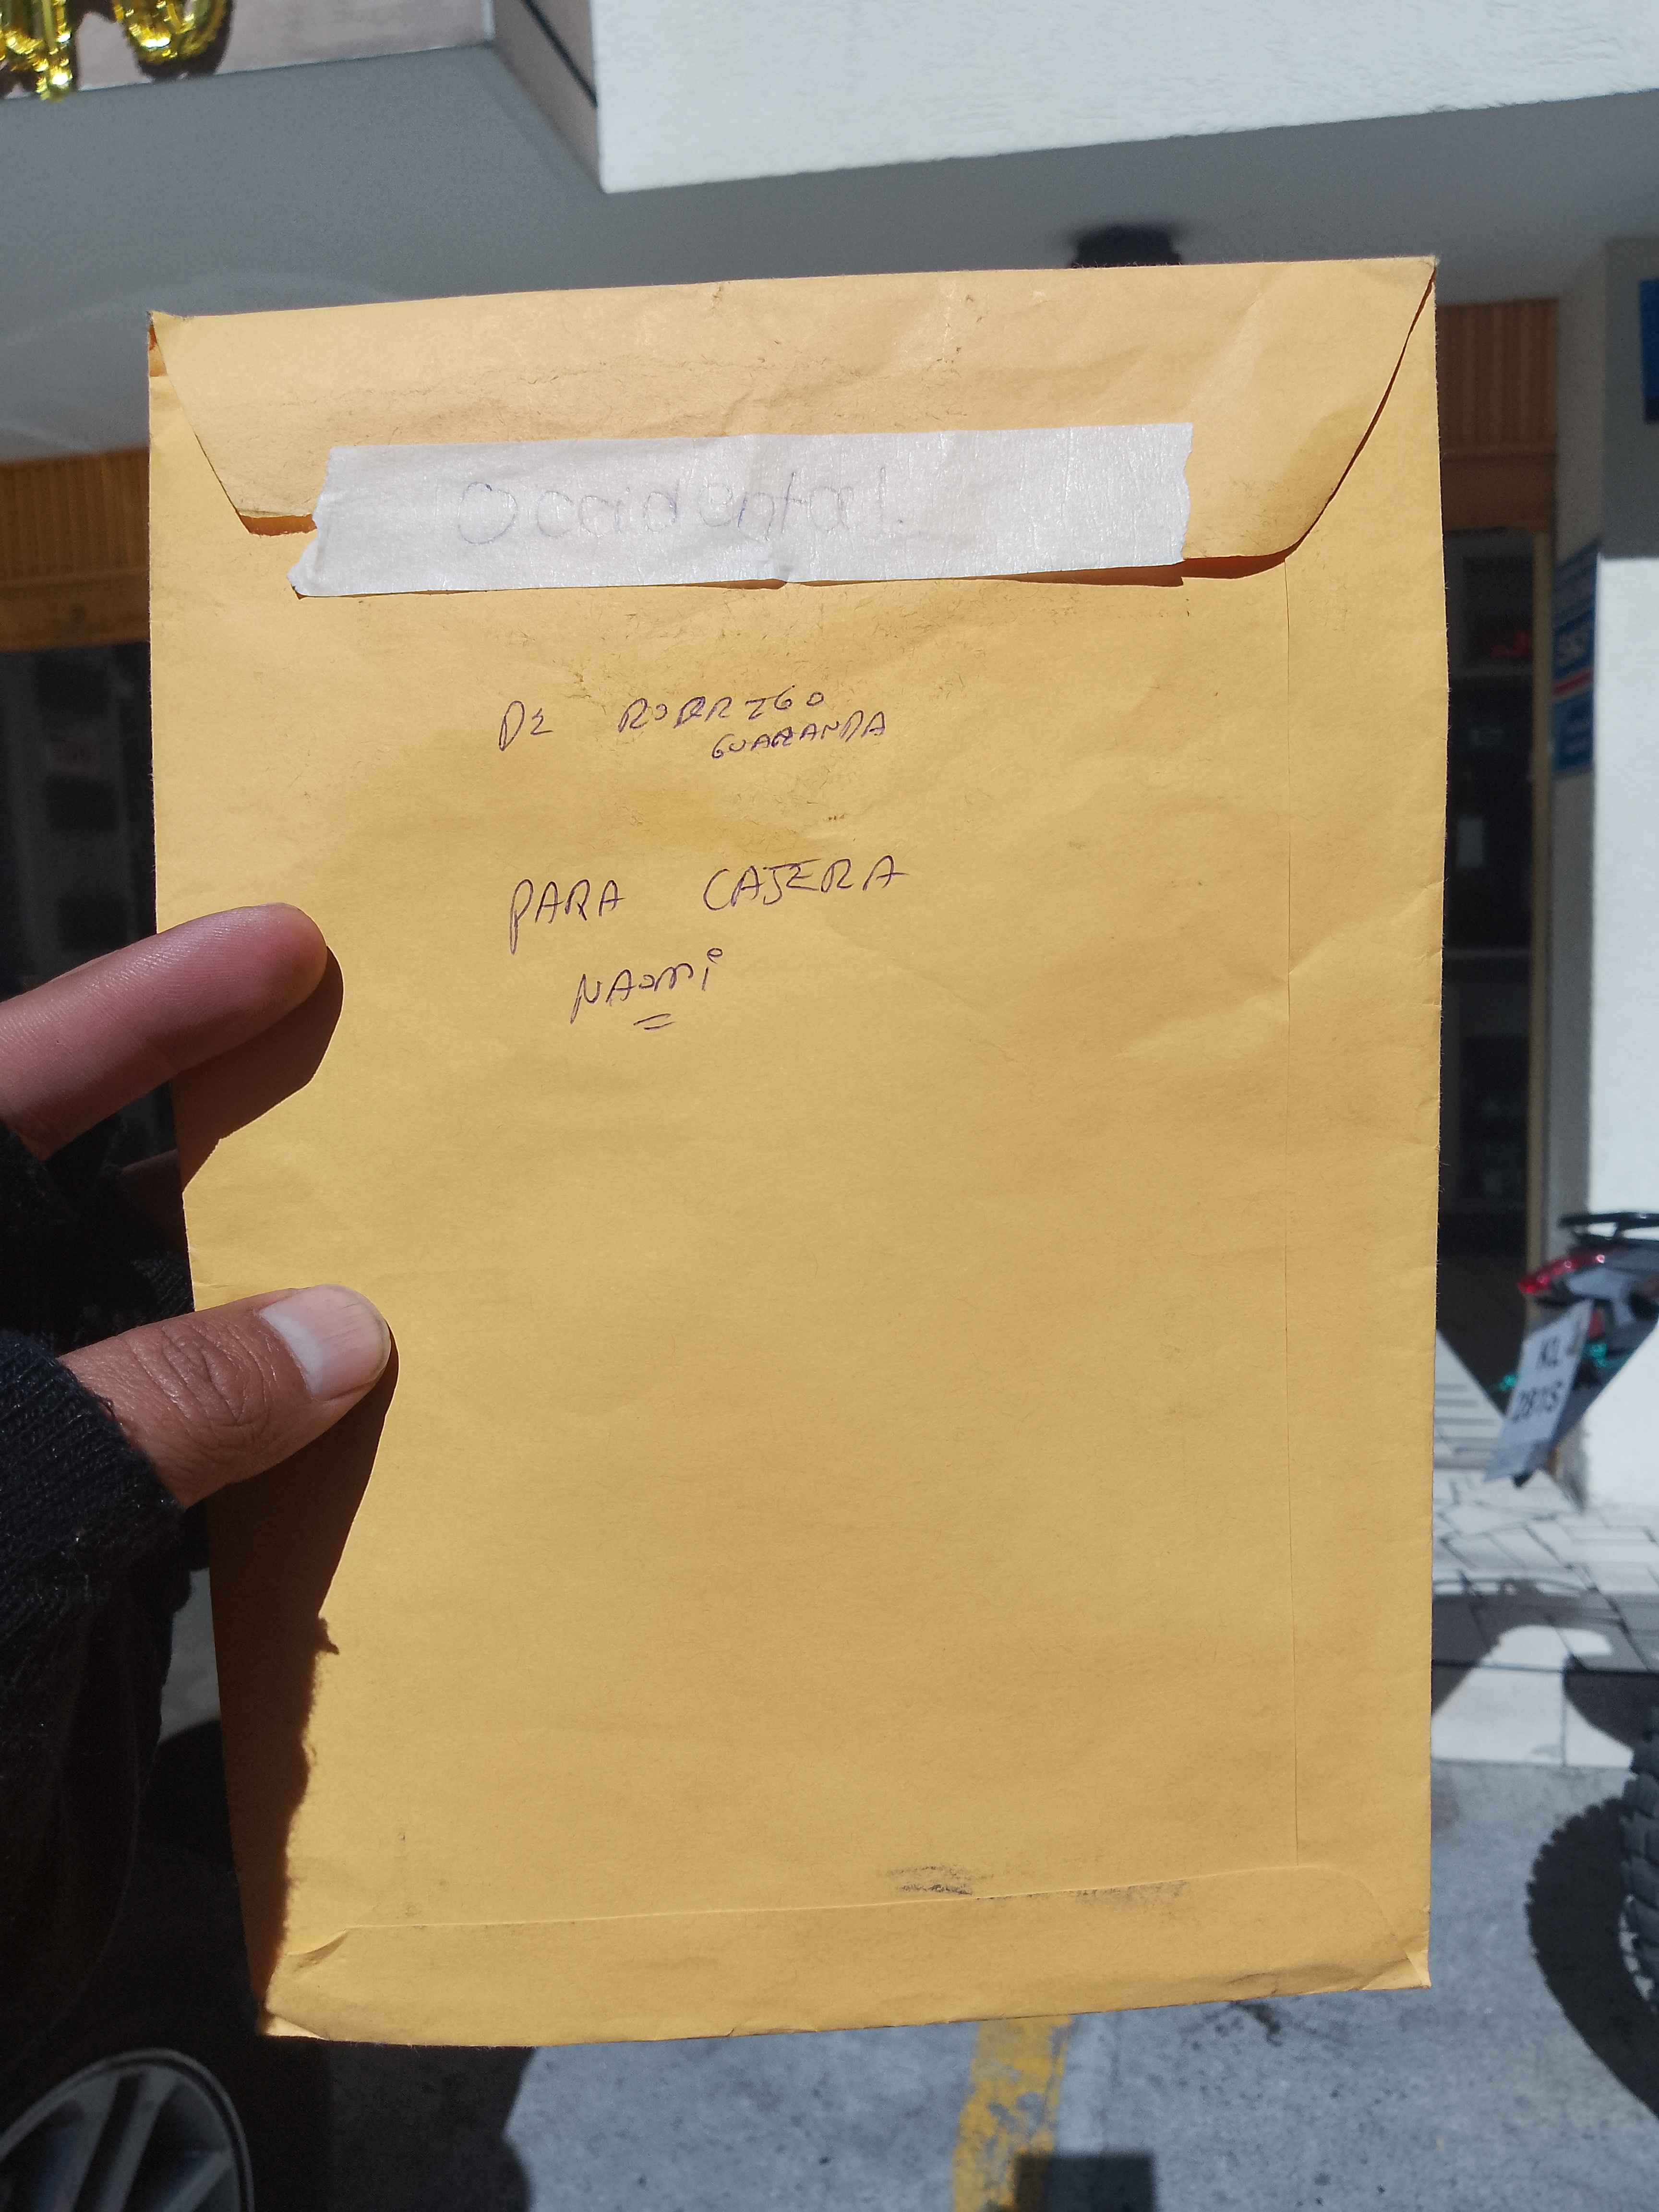 Occidental.
DE RODRIGO
GUARANDA
PARA CAJERA
NAOMi